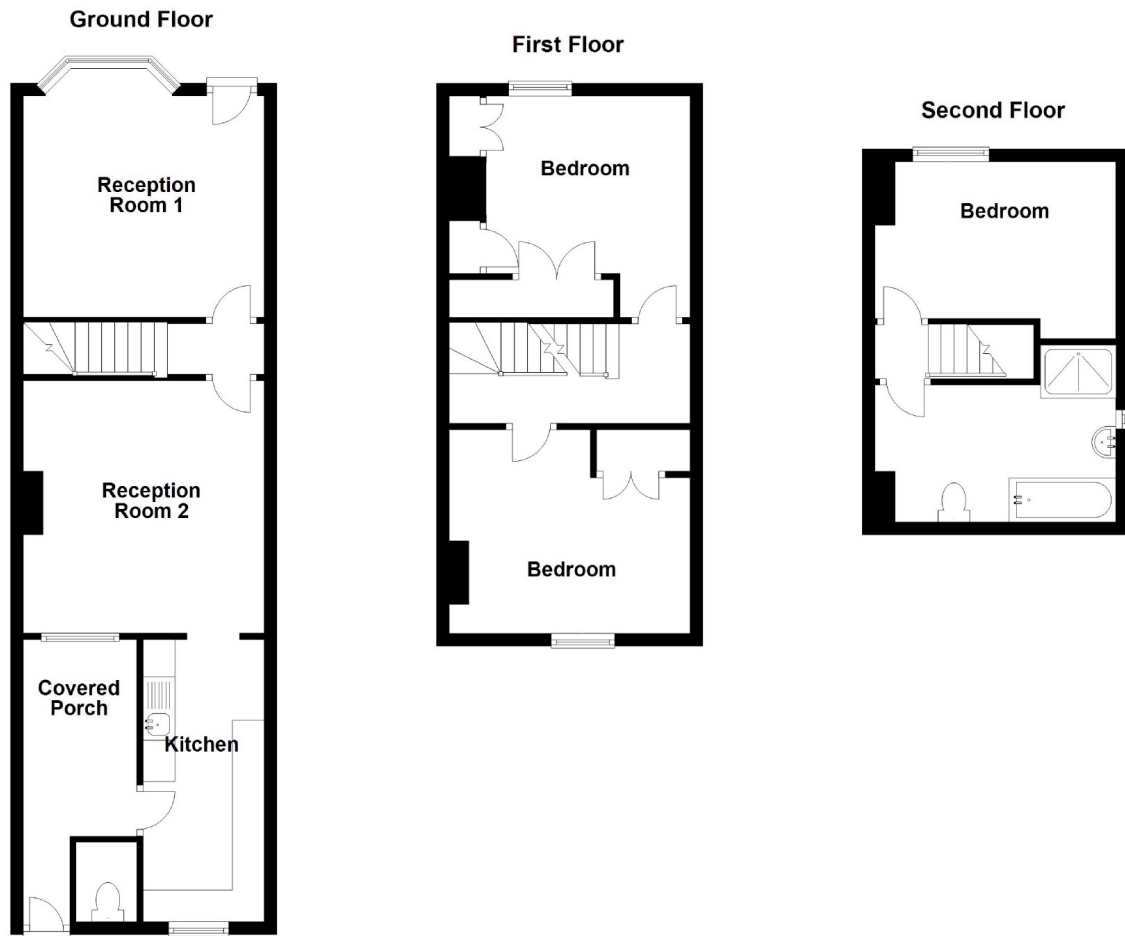 Ground Floor
Reception
Room 1
Reception
Room 2
Covered
Porch
Kitchen
First Floor
Bedroom
Bedroom
Second Floor
Bedroom